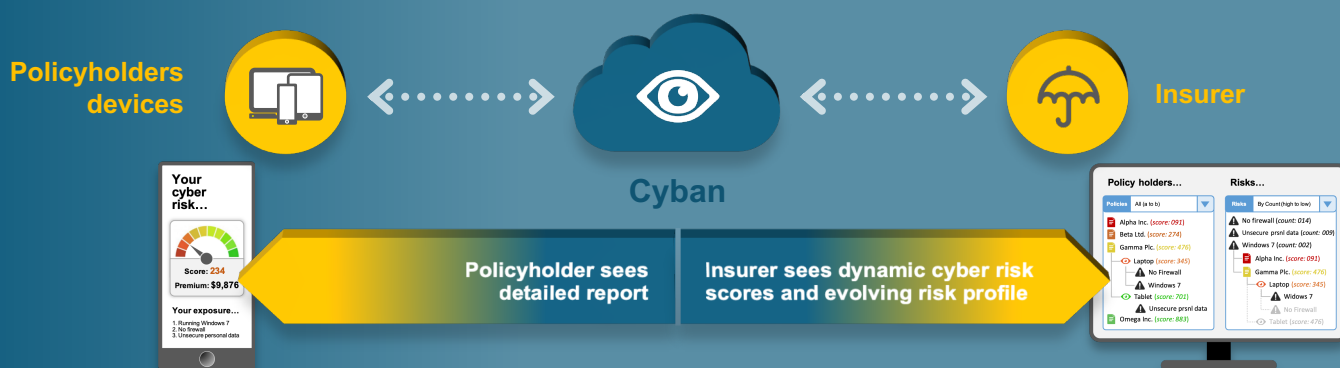 Policyholders
devices
Insurer
Cyban
Your
cyber
risk...
Score: 234
Premium: $9,876
Your exposure...
1. Running Windows 7
2. No firewall
3. Unsecure personal data
Policyholder sees
detailed report
Insurer sees dynamic cyber risk
scores and evolving risk profile
Policy holders...
Policies All (a to b)
Alpha Inc. (score: 091)
Beta Ltd. (score: 274)
Gamma Plc. (score: 476)
Laptop (score: 345)
No Firewall
Windows 7
Tablet (score: 701)
Unsecure prsnl data
Omega Inc. (score: 883)
Risks...
Risks By Count(high to low)
No firewall (count: 014)
Unsecure prsnl data (count: 009)
Windows 7 (count: 002)
Alpha Inc. (score: 091)
Gamma Plc. (score: 476)
Laptop (score: 345)
Widows 7
No Firewall
Tablet (score: 476)